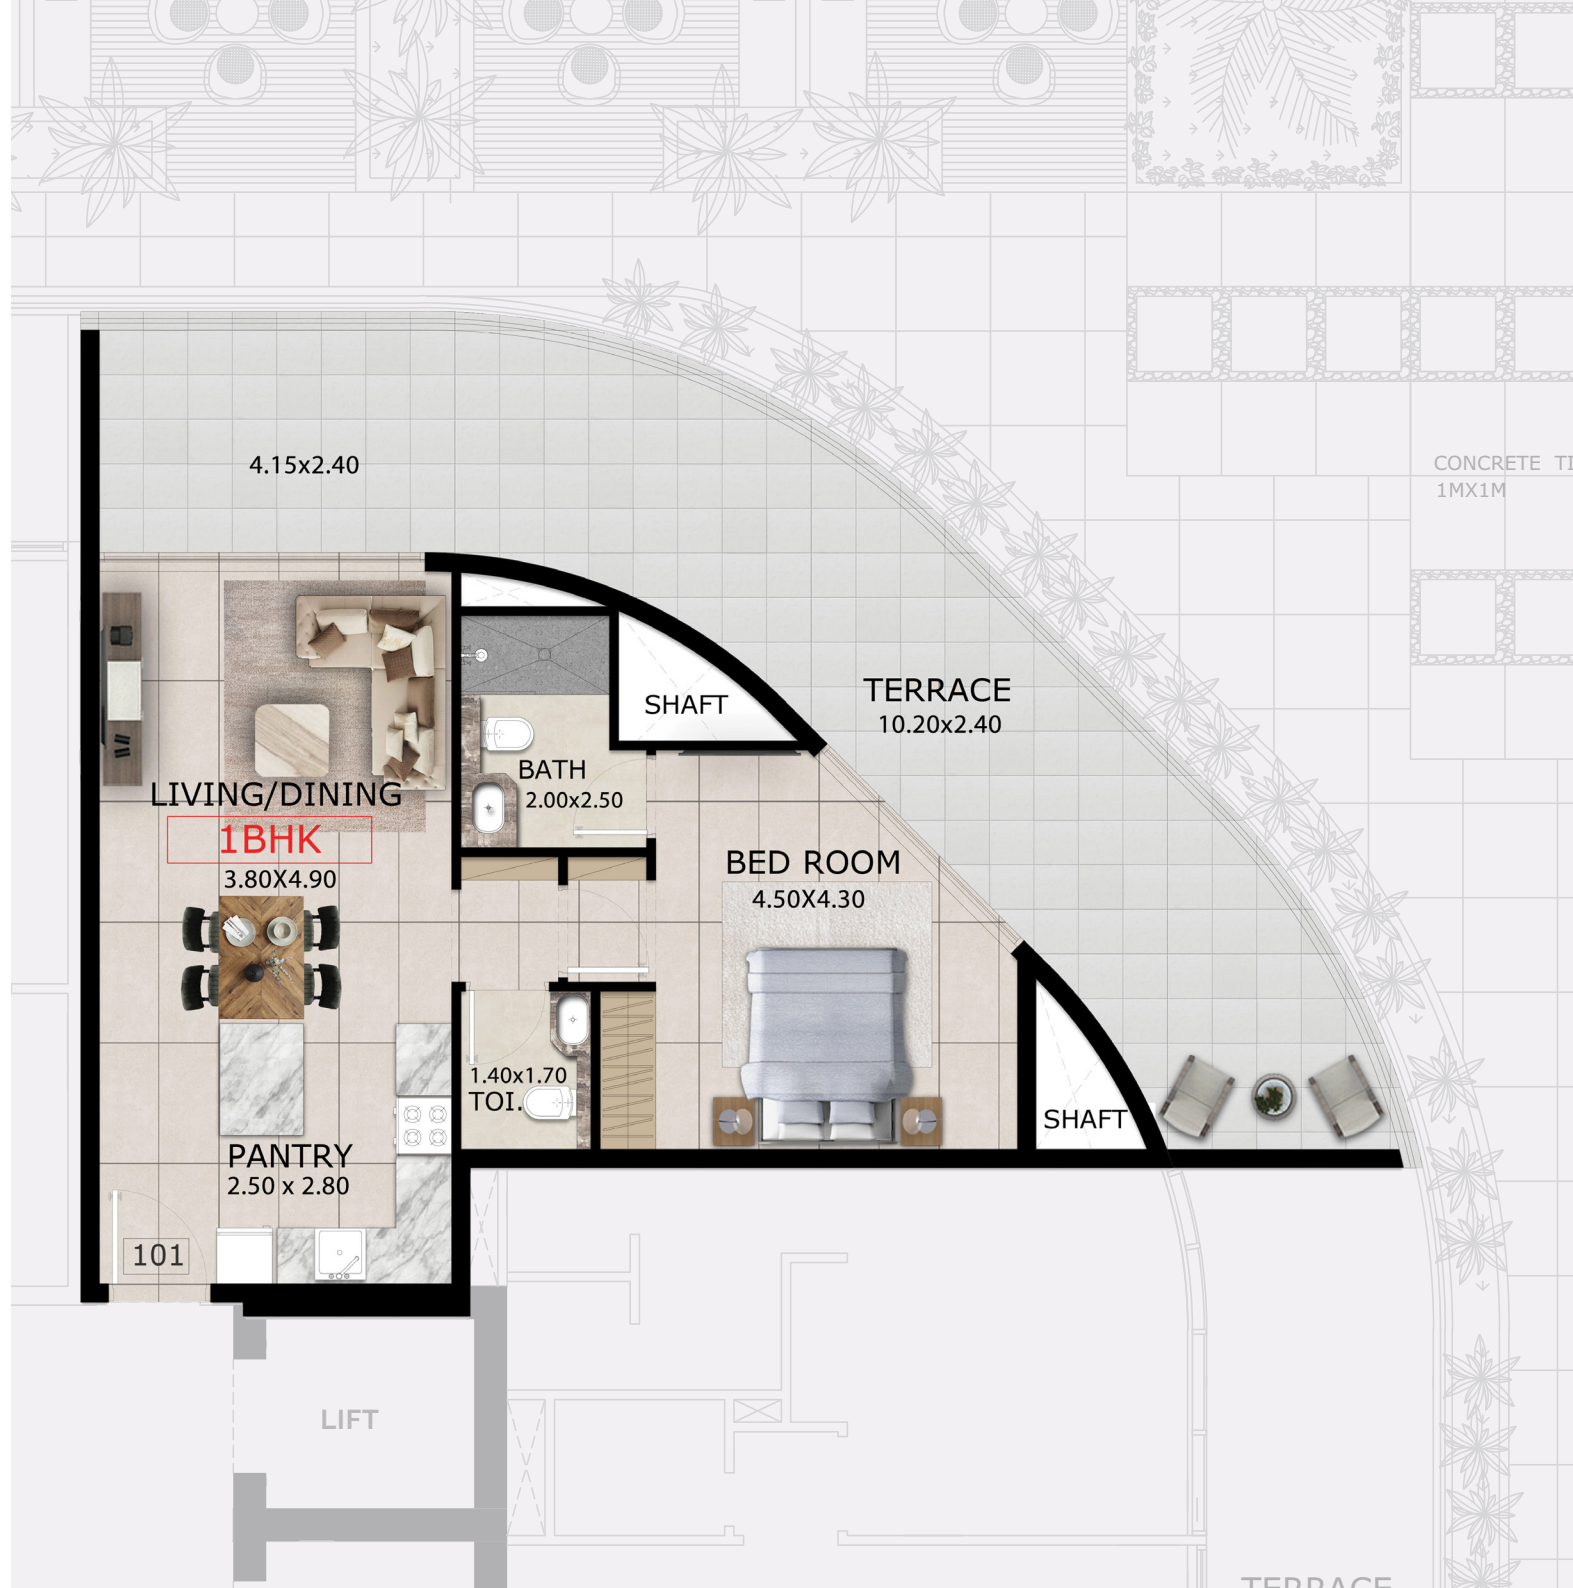 CONCRETE TI
1MX1M
4.15x2.40
TERRACE
10.20x2.40
SHAFT
BATH
2.00x2.50
LIVING/DINING
1BHK
3.80X4.90
BED ROOM
4.50X4.30
1.40x1.70
TOI.
SHAFT
PANTRY
2.50 x 2.80
101
LIFT
TERRACE